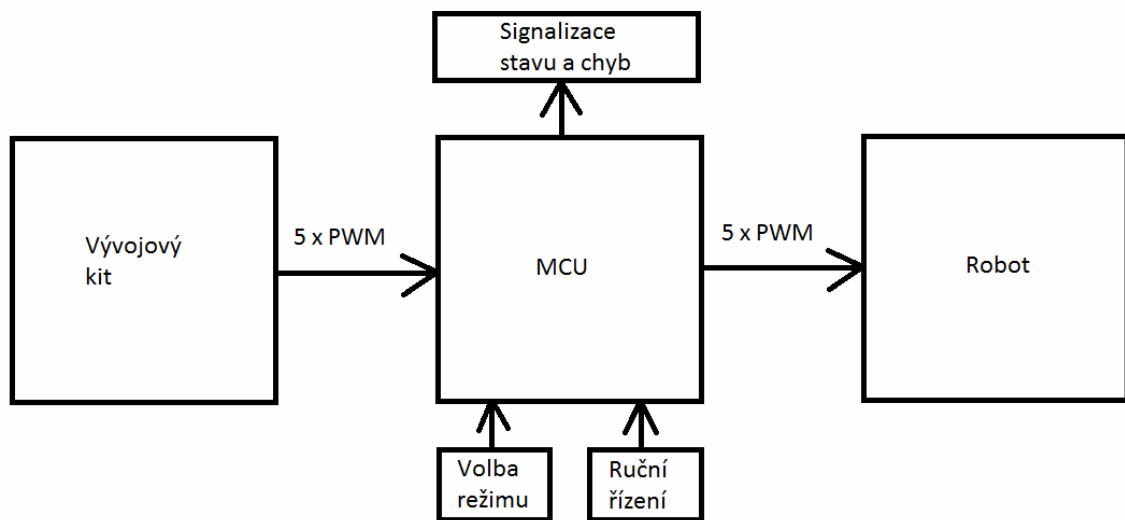 Signalizace
stavu a chyb
Vývojový
kit
5 x PWM
MCU
5 x PWM
Robot
Volba
režimu
Ruční
řízení